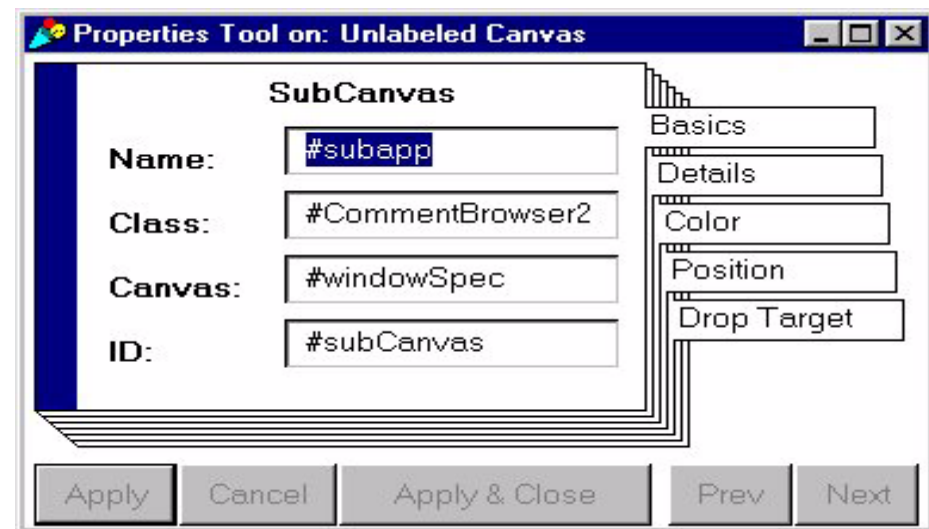 Properties Tool on: Unlabeled Canvas
SubCanvas
Name: #subapp
Class: #CommentBrowser2
Canvas: #windowSpec
ID: #subCanvas
Basics
Details
Color
Position
Drop Target
Apply Cancel Apply & Close Prev Next